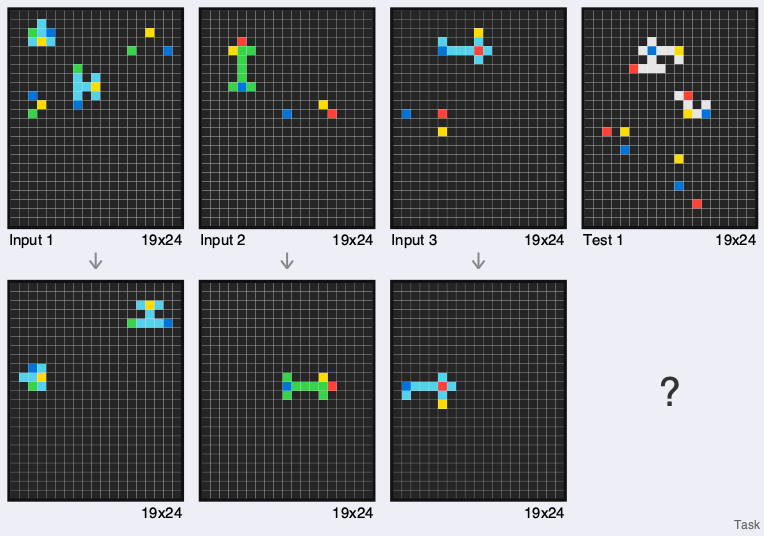 Input 1 19x24
Input 2 19x24
Input 3 19x24
Test 1 19x24
19x24
19x24
19x24
?
Task